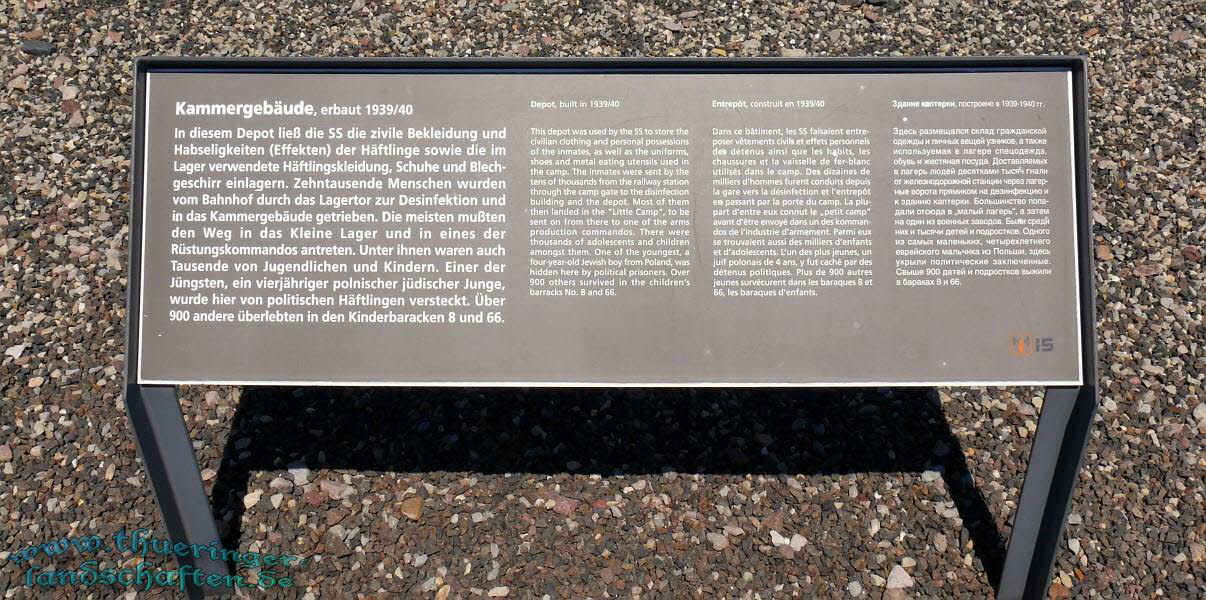 Kammergebäude, erbaut 1939/40
In diesem Depot ließ die SS die zivile Bekleidung und
Habseligkeiten (Effekten) der Häftlinge sowie die im
Lager verwendete Häftlingskleidung, Schuhe und Blech-
geschirr einlagern. Zehntausende Menschen wurden
vom Bahnhof durch das Lagertor zur Desinfektion und
in das Kammergebäude getrieben. Die meisten mußten
den Weg in das Kleine Lager und in eines der
Rüstungskommandos antreten. Unter ihnen waren auch
Tausende von Jugendlichen und Kindern. Einer der
Jüngsten, ein vierjähriger polnischer jüdischer Junge,
wurde hier von politischen Häftlingen versteckt. Über
900 andere überlebten in den Kinderbaracken 8 und 66.
Depot, built in 1939/40
This depot was used by the SS to store the
civilian clothing and personal possessions
of the inmates, as well as the uniforms,
shoes and metal eating utensils used in
the camp. The inmates were sent by the
tens of thousands from the railway station
through the camp gate to the disinfection
building and the depot. Most of them
then landed in the "Little Camp", to be
sent on from there to one of the arms
production commandos. There were
thousands of adolescents and children
amongst them. One of the youngest, a
four-year-old Jewish boy from Poland, was
hidden here by political prisoners. Over
900 others survived in the children's
barracks No. 8 and 66.
Entrepôt, construit en 1939/40
Dans ce bâtiment, les SS faisaient entre-
poser vêtements civils et effets personnels
des détenus ainsi que les habits, les
chaussures et la vaisselle de fer-blanc
utilisés dans le camp. Des dizaines de
milliers d'hommes furent conduits depuis
la gare vers la désinfection et l'entrepôt
en passant par la porte du camp. La plu-
part d'entre eux connut le „petit camp"
avant d'être envoyé dans un des komman-
dos de l'industrie d'armement. Parmi eux
se trouvaient aussi des milliers d'enfants
et d'adolescents. L'un des plus jeunes, un
juif polonais de 4 ans, y fut caché par des
détenus politiques. Plus de 900 autres
jeunes survécurent dans les baraques 8 et
66, les baraques d'enfants.
Здание каптерки, построено в 1939-1940 гг.
Здесь размещался склад гражданской
одежды и личных вещей узников, а также
используемая в лагере спецодежда,
обувь и жестяная посуда. Доставляемых
в лагерь людей десятками тысяч гнали
от железнодорожной станции через лагер-
ные ворота прямиком на дезинфекцию и
к зданию каптерки. Большинство попа-
дали отсюда в „малый лагерь", а затем
на один из военных заводов. Были среди
них и тысячи детей и подростков. Одного
из самых маленьких, четырехлетнего
еврейского мальчика из Польши, здесь
укрыли политические заключенные.
Свыше 900 детей и подростков выжили
в бараках 8 и 66.
15
www.thueringer-
landschaften.de